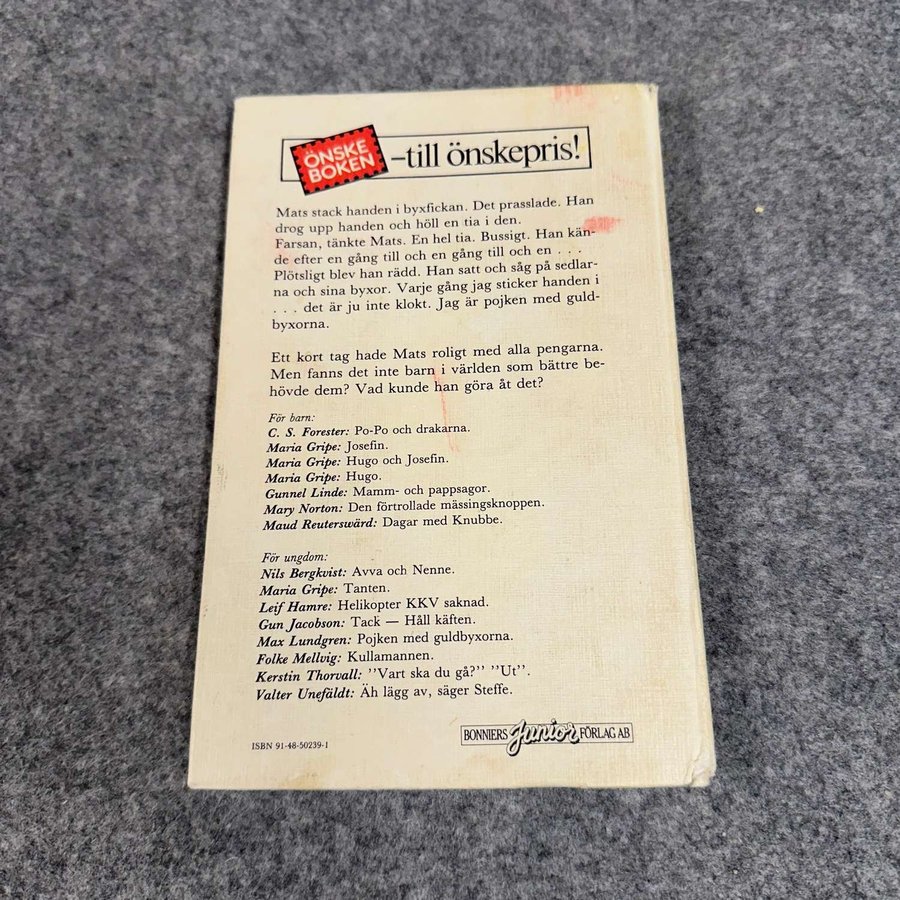 ÖNSKE
BOKEN
–till önskepris!
Mats stack handen i byxfickan. Det prasslade. Han
drog upp handen och höll en tia i den.
Farsan, tänkte Mats. En hel tia. Bussigt. Han kän-
de efter en gång till och en gång till och en . . .
Plötsligt blev han rädd. Han satt och såg på sedlar-
na och sina byxor. Varje gång jag sticker handen i
. . . det är ju inte klokt. Jag är pojken med guld-
byxorna.
Ett kort tag hade Mats roligt med alla pengarna.
Men fanns det inte barn i världen som bättre be-
hövde dem? Vad kunde han göra åt det?
För barn:
C. S. Forester: Po-Po och drakarna.
Maria Gripe: Josefin.
Maria Gripe: Hugo och Josefin.
Maria Gripe: Hugo.
Gunnel Linde: Mamm- och pappsagor.
Mary Norton: Den förtrollade mässingsknoppen.
Maud Reuterswärd: Dagar med Knubbe.
För ungdom:
Nils Bergkvist: Avva och Nenne.
Maria Gripe: Tanten.
Leif Hamre: Helikopter KKV saknad.
Gun Jacobson: Tack — Håll käften.
Max Lundgren: Pojken med guldbyxorna.
Folke Mellvig: Kullamannen.
Kerstin Thorvall: ''Vart ska du gå?'' ''Ut''.
Valter Unefäldt: Äh lägg av, säger Steffe.
ISBN 91-48-50239-1
BONNIERS Junior FÖRLAG AB